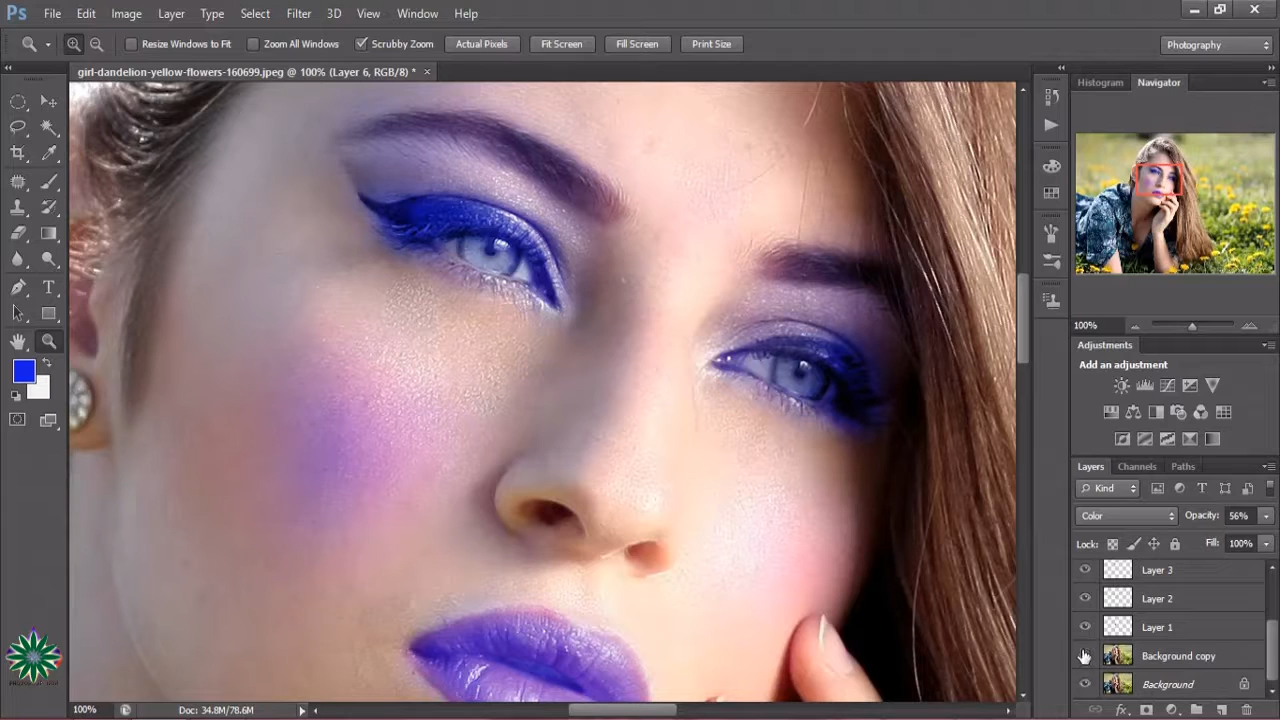 Ps File Edit Image Layer Type Select Filter 3D View Window Help
Resize Windows to Fit Zoom All Windows Scrubby Zoom Actual Pixels Fit Screen Fill Screen Print Size Photography
girl-dandelion-yellow-flowers-160699.jpeg @ 100% (Layer 6, RGB/8) * ×
Histogram Navigator
100%
Adjustments
Add an adjustment
Layers Channels Paths
Kind
Color Opacity: 56%
Lock: Fill: 100%
Layer 3
Layer 2
Layer 1
Background copy
Background
100% Doc: 34.8M/78.6M